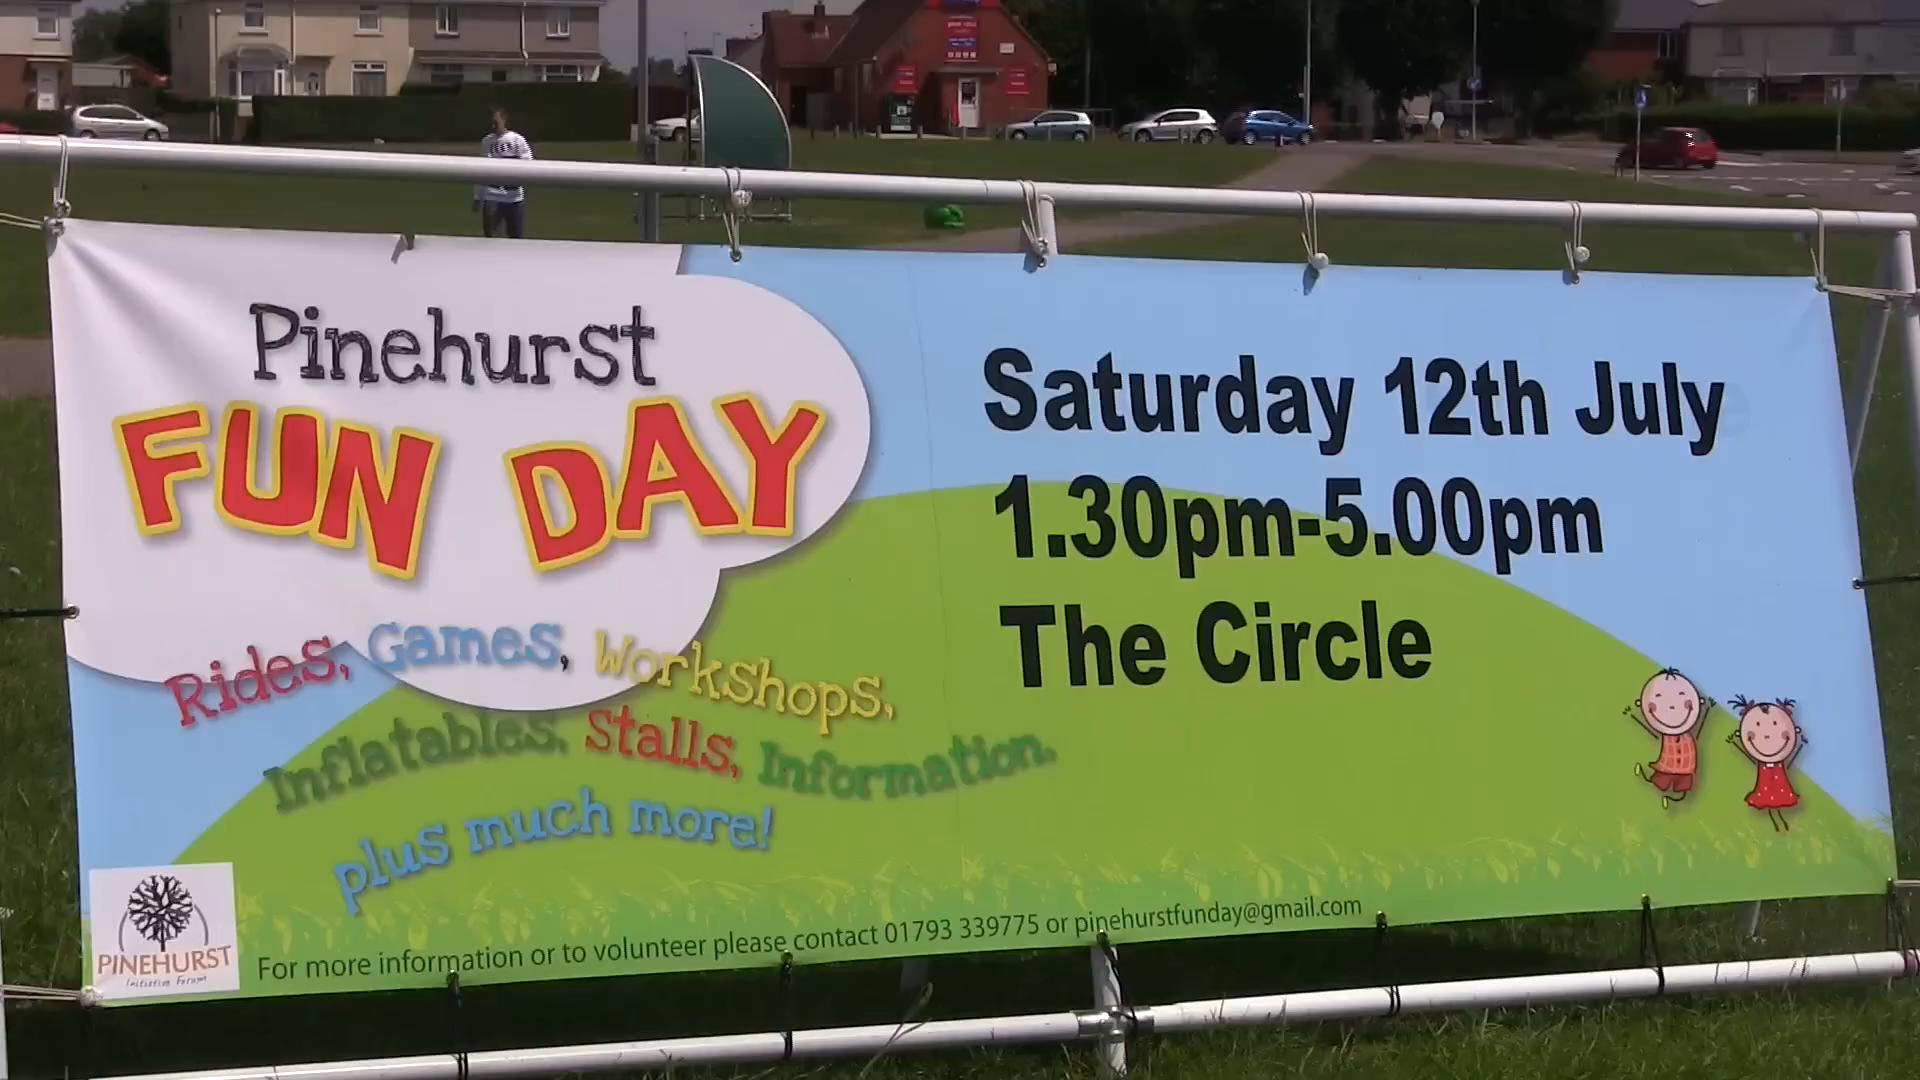 Pinehurst
FUN DAY
Rides, Games, Workshops,
Inflatables, Stalls, Information,
plus much more!
Saturday 12th July
1.30pm-5.00pm
The Circle
PINEHURST
Initiative Forum
For more information or to volunteer please contact 01793 339775 or pinehurstfunday@gmail.com